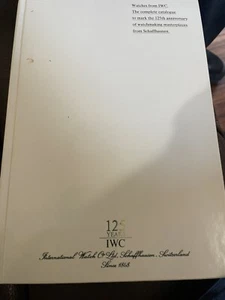 Watches from IWC.
The complete catalogue
to mark the 125th anniversary
of watchmaking masterpieces
from Schaffhausen.
125
YEARS
IWC
International Watch Co Ltd, Schaffhausen, Switzerland
Since 1868